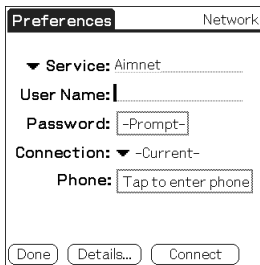 Preferences Network
Service: Aimnet
User Name:
Password: -Prompt-
Connection: -Current-
Phone: Tap to enter phone
Done Details... Connect